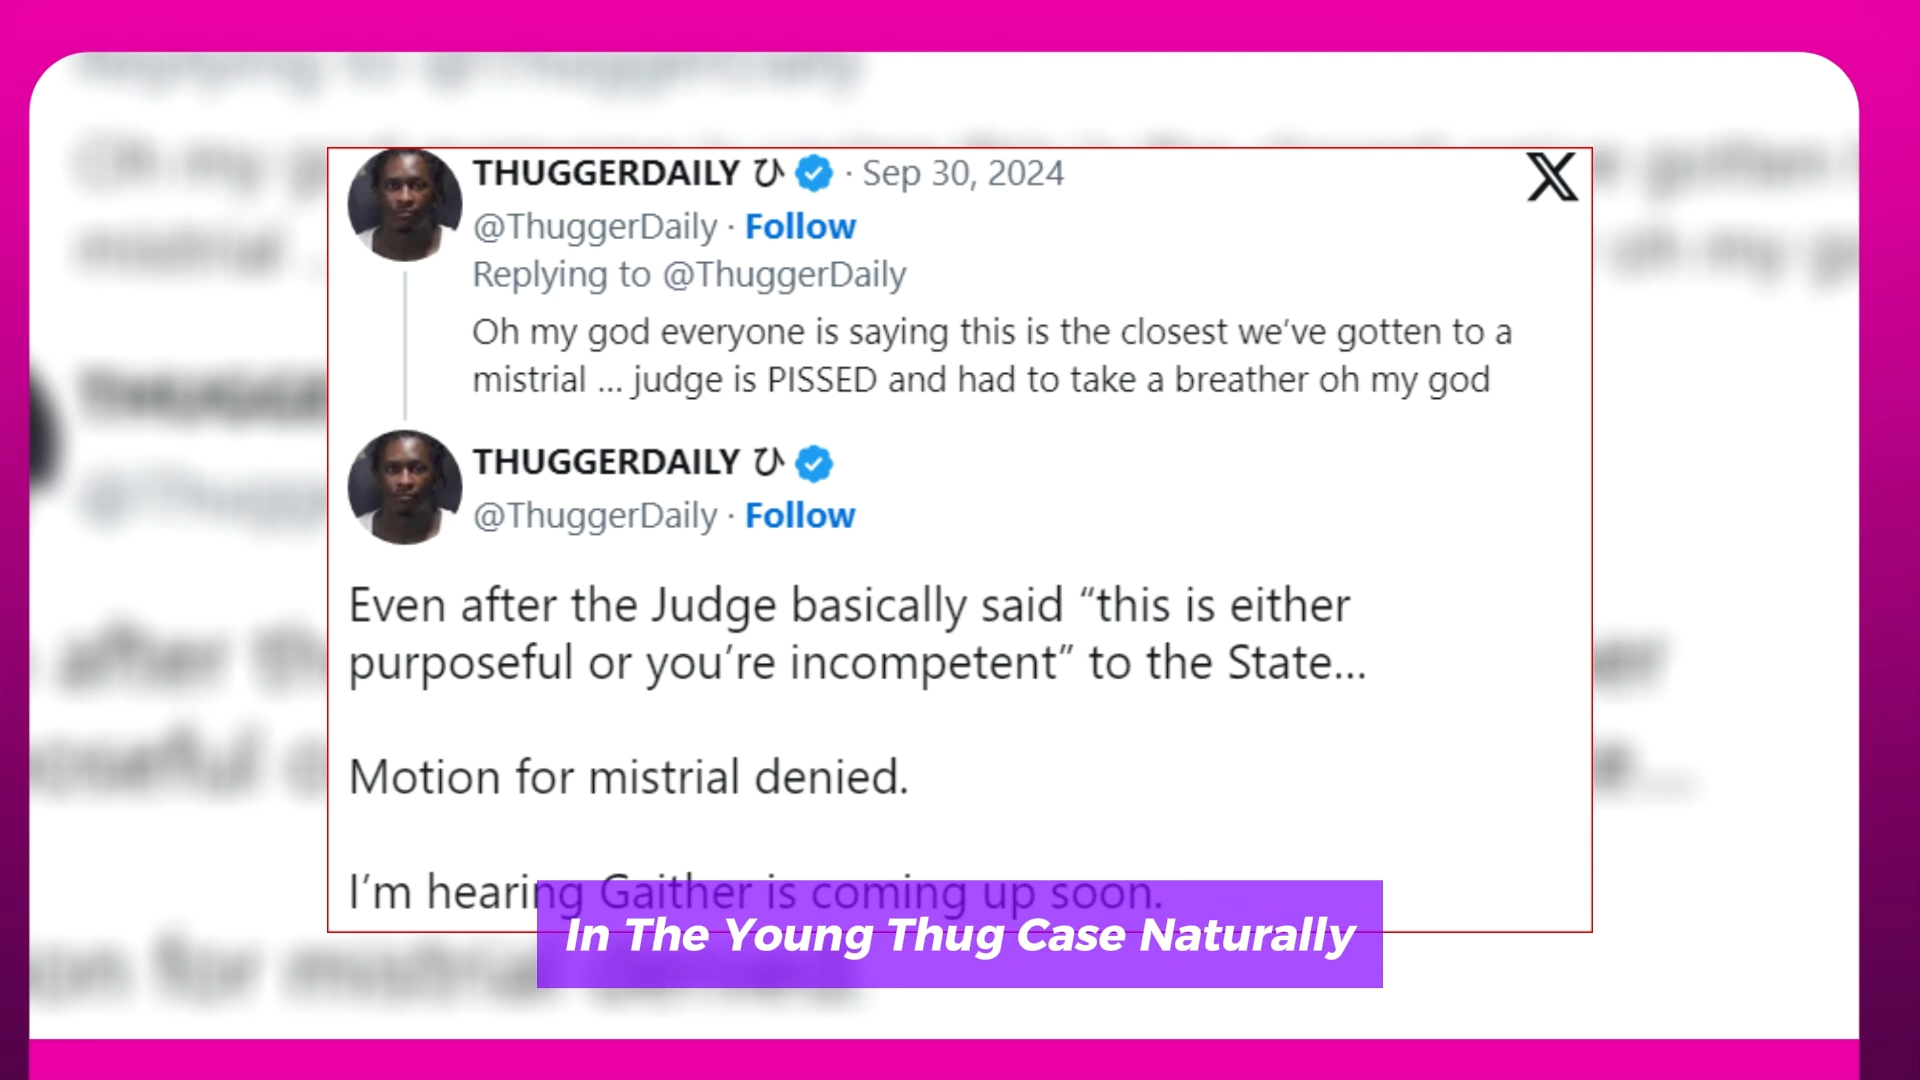 THUGGERDAILY ひ · Sep 30, 2024
@ThuggerDaily · Follow
Replying to @ThuggerDaily
Oh my god everyone is saying this is the closest we’ve gotten to a
mistrial ... judge is PISSED and had to take a breather oh my god
THUGGERDAILY ひ
@ThuggerDaily · Follow
Even after the Judge basically said “this is either
purposeful or you’re incompetent” to the State...
Motion for mistrial denied.
I’m hearing Gaither is coming up soon.
In The Young Thug Case Naturally